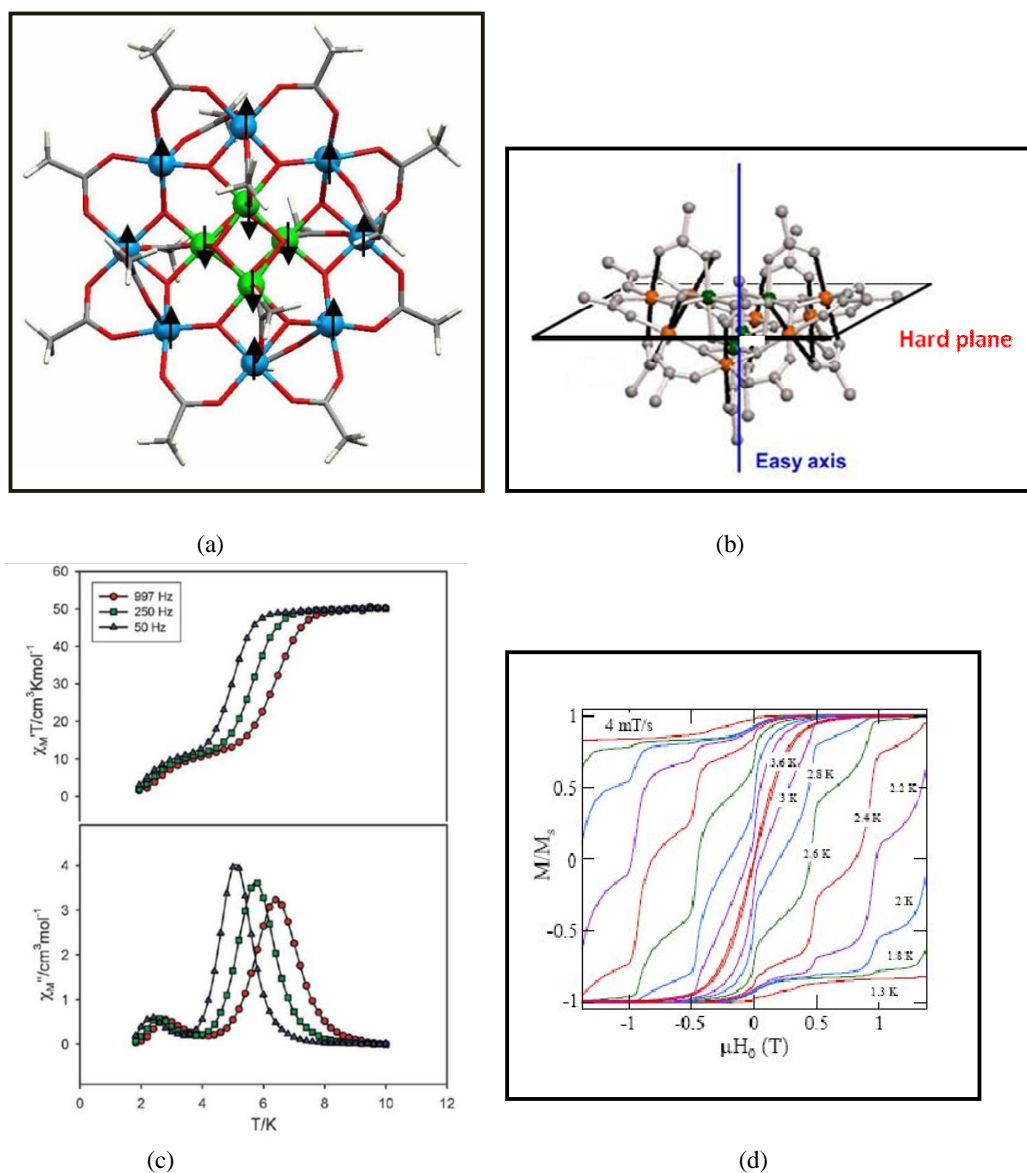 Hard plane
Easy axis
(a)
(b)
60
50
40
30
20
10
0
997 Hz
250 Hz
50 Hz
χM'T/cm³Kmol⁻¹
4
3
2
1
0
χM''/cm³mol⁻¹
0 2 4 6 8 10 12
T/K
(c)
4 mT/s
1
0.5
0
-0.5
-1
M/Ms
3.6 K
3 K
2.8 K
2.6 K
2.4 K
2.2 K
2 K
1.8 K
1.3 K
-1 -0.5 0 0.5 1
μH₀ (T)
(d)